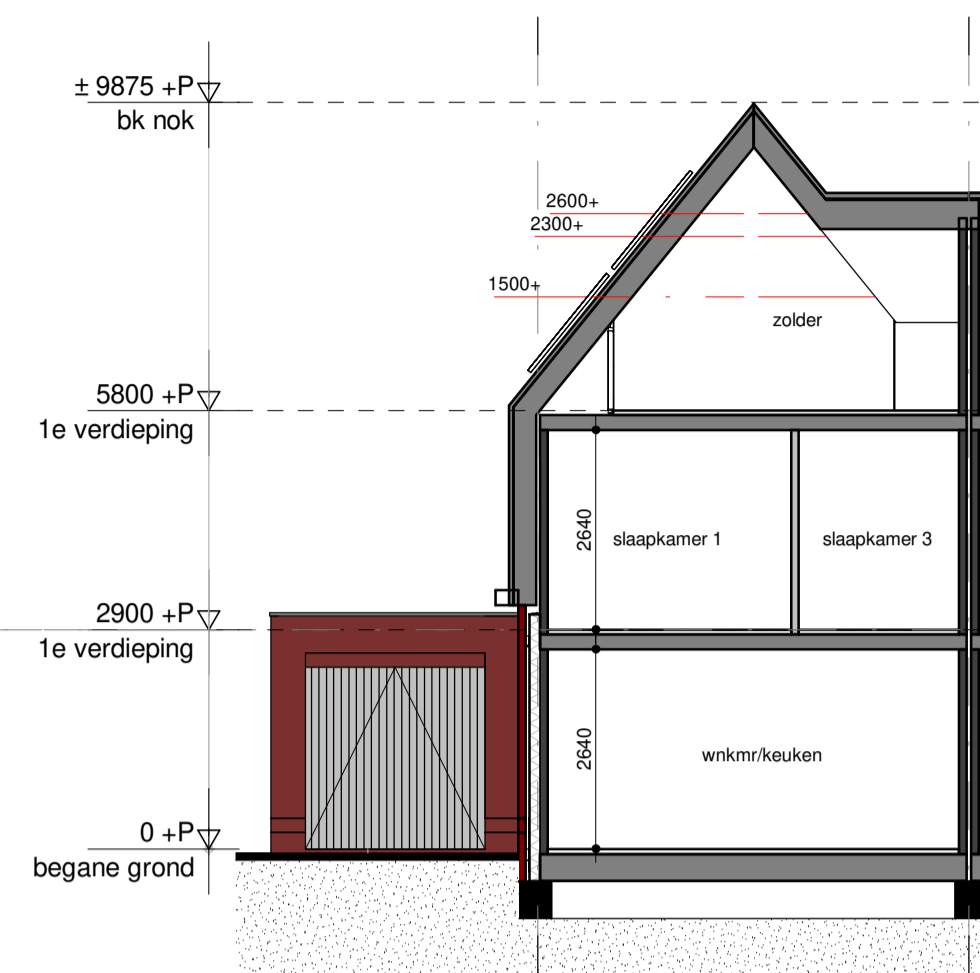 ± 9875 +P
bk nok
2600+
2300+
1500+
zolder
5800 +P
1e verdieping
2640
slaapkamer 1
slaapkamer 3
2900 +P
1e verdieping
2640
wnkmr/keuken
0 +P
begane grond